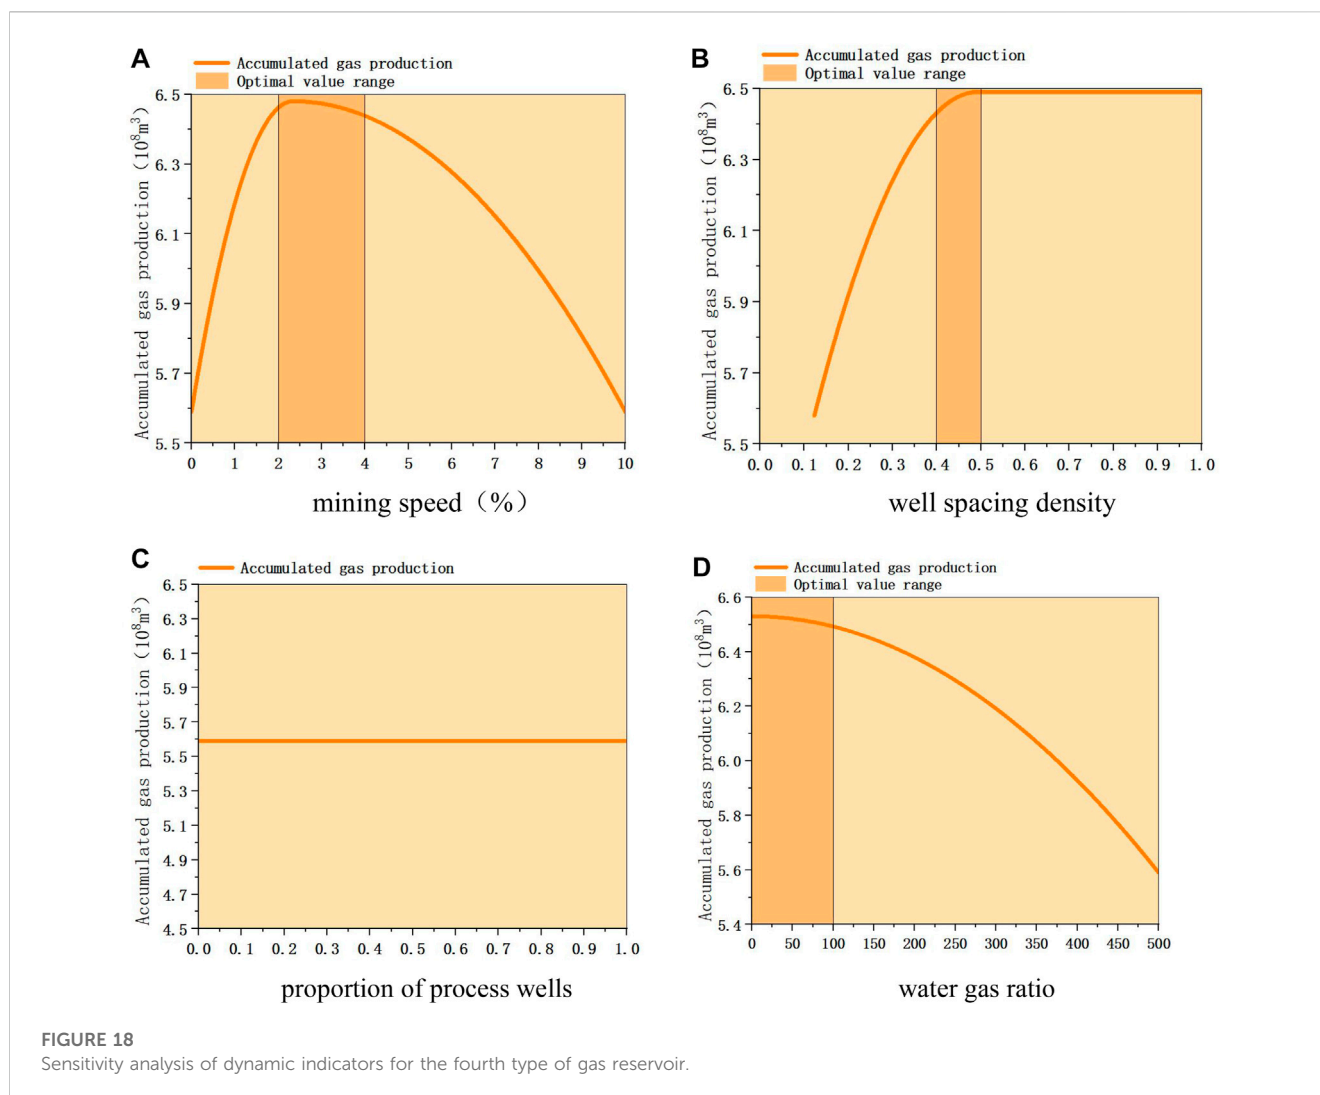 A
Accumulated gas production
Optimal value range
6.5
6.3
6.1
5.9
5.7
5.5
Accumulated gas production (10⁸m³)
0 1 2 3 4 5 6 7 8 9 10
mining speed（%）
B
Accumulated gas production
Optimal value range
6.5
6.3
6.1
5.9
5.7
5.5
Accumulated gas production (10⁸m³)
0.0 0.1 0.2 0.3 0.4 0.5 0.6 0.7 0.8 0.9 1.0
well spacing density
C
Accumulated gas production
6.5
6.3
6.1
5.9
5.7
5.5
5.3
5.1
4.9
4.7
4.5
Accumulated gas production (10⁸m³)
0.0 0.1 0.2 0.3 0.4 0.5 0.6 0.7 0.8 0.9 1.0
proportion of process wells
D
Accumulated gas production
Optimal value range
6.6
6.4
6.2
6.0
5.8
5.6
5.4
Accumulated gas production (10⁸m³)
0 50 100 150 200 250 300 350 400 450 500
water gas ratio
FIGURE 18
Sensitivity analysis of dynamic indicators for the fourth type of gas reservoir.